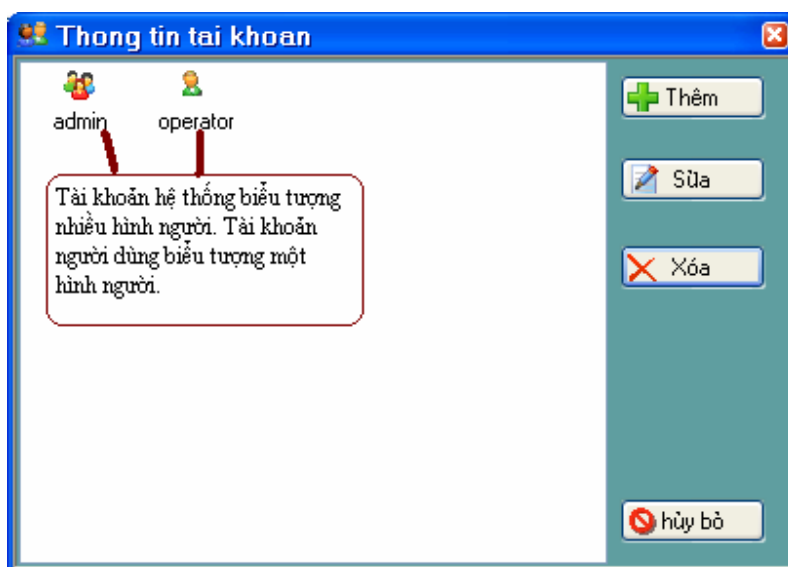 Thong tin tai khoan
admin operator
Thêm
Sửa
Xóa
Tài khoản hệ thống biểu tượng
nhiều hình người. Tài khoản
người dùng biểu tượng một
hình người.
hủy bỏ